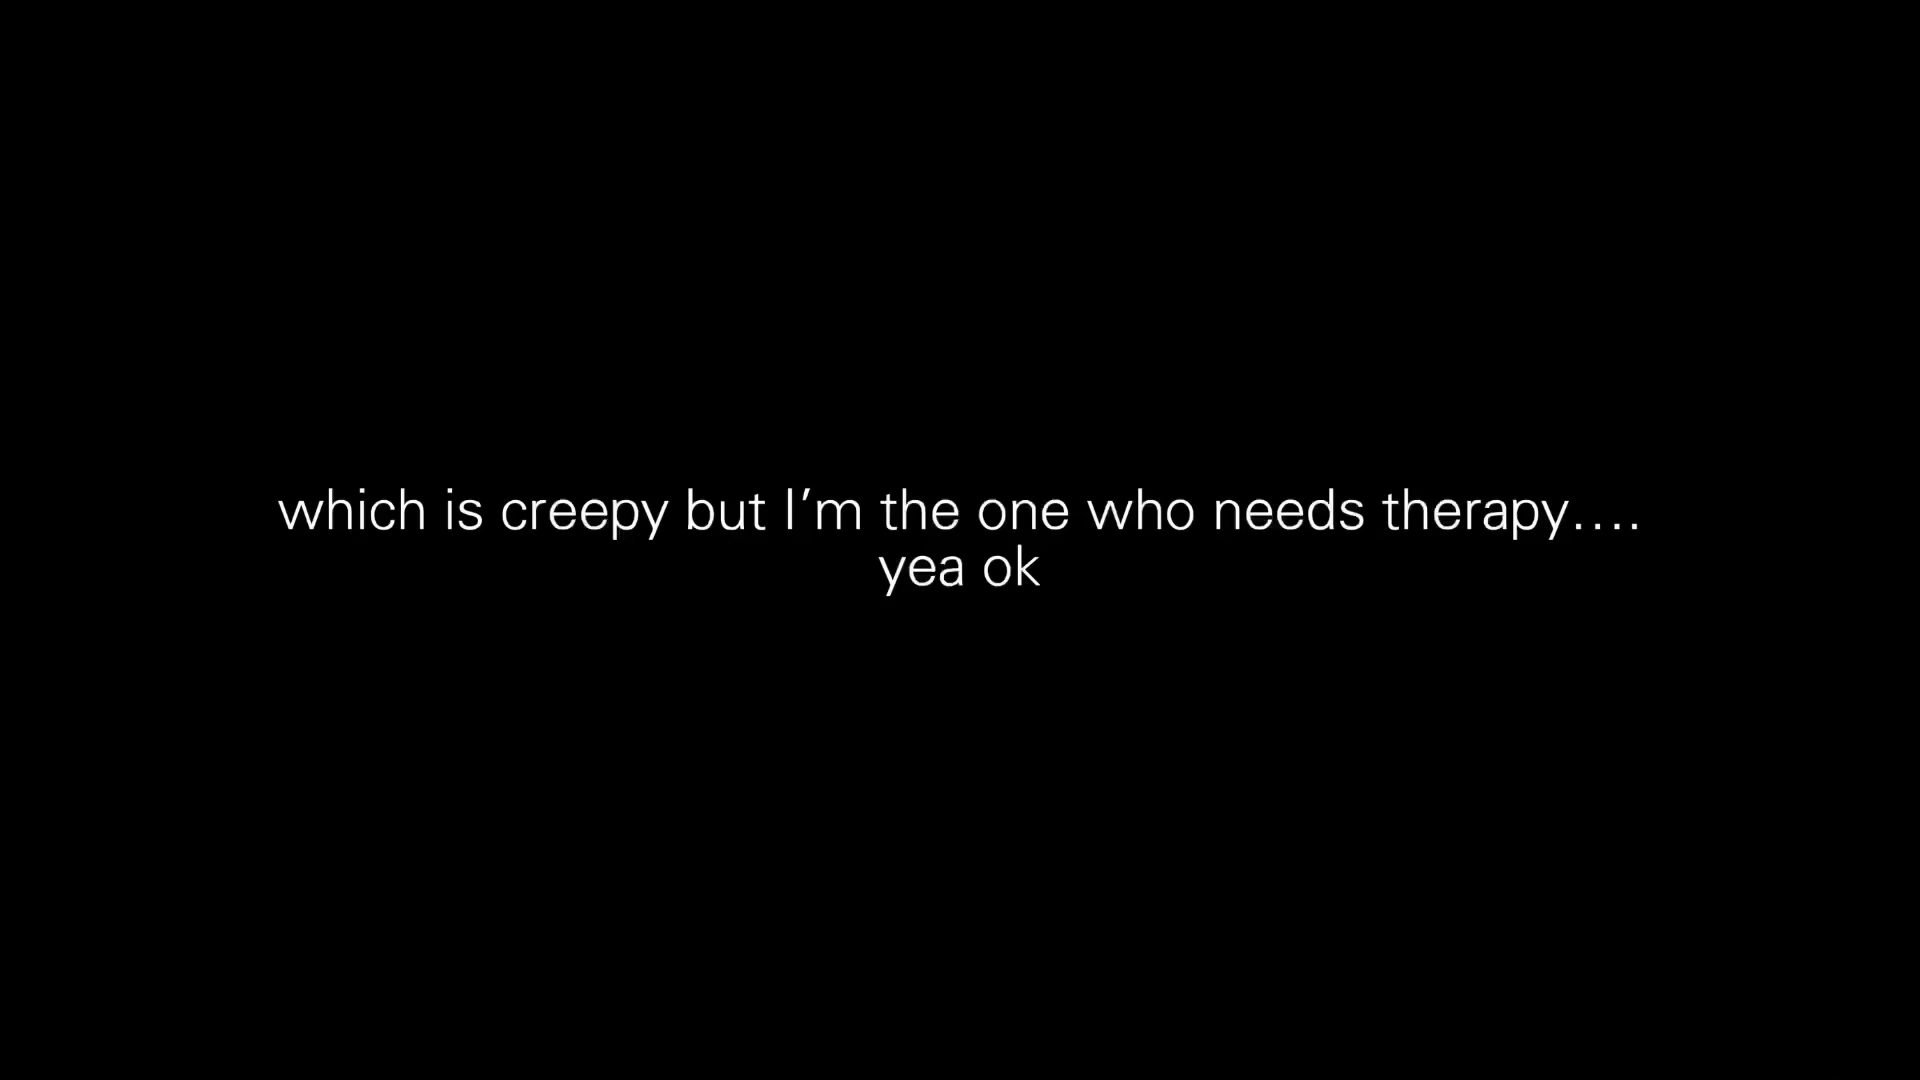 which is creepy but I’m the one who needs therapy....
yea ok